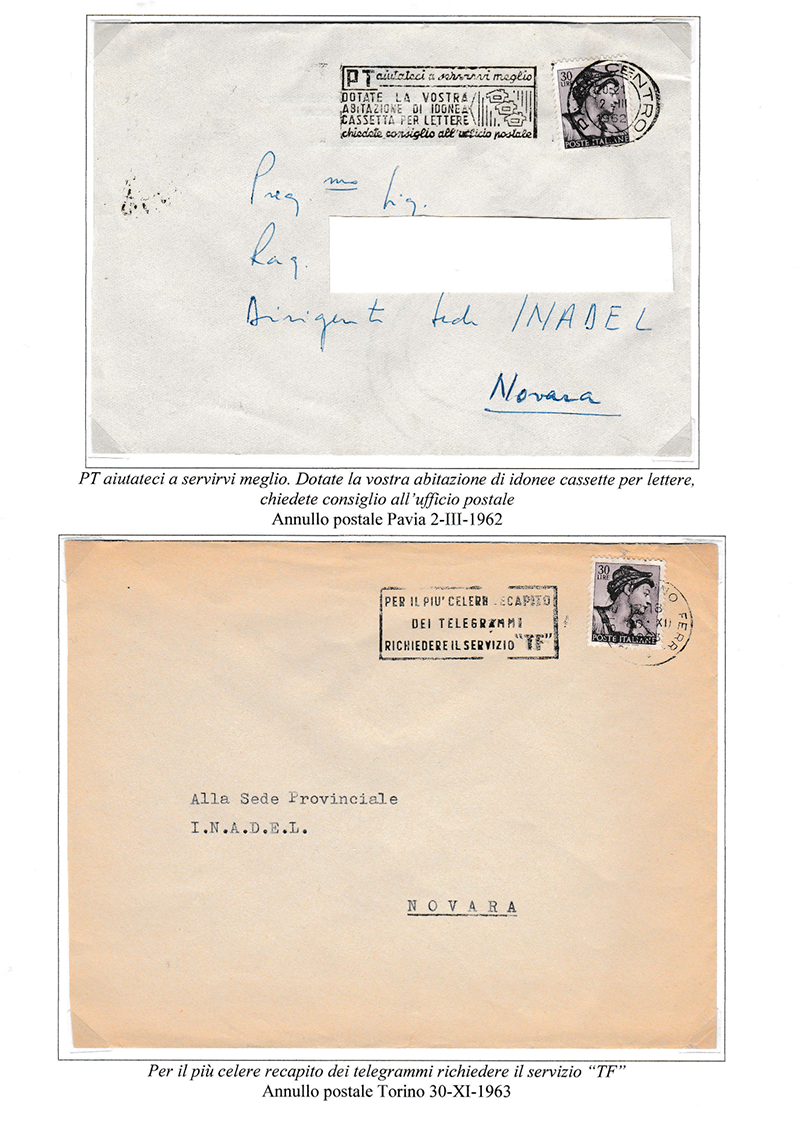 PT aiutateci a servirvi meglio
DOTATE LA VOSTRA
ABITAZIONE DI IDONEA
CASSETTA PER LETTERE
chiedete consiglio all'ufficio postale
30
LIRE
POSTE ITALIANE
CENTRO
1962
Preg.mo Sig.
Rag.
Dirigente Sede INADEL
Novara
PT aiutateci a servirvi meglio. Dotate la vostra abitazione di idonee cassette per lettere,
chiedete consiglio all'ufficio postale
Annullo postale Pavia 2-III-1962
PER IL PIU' CELERE RECAPITO
DEI TELEGRAMMI
RICHIEDERE IL SERVIZIO "TF"
30
LIRE
POSTE ITALIANE
NO FERR
18
XII
Alla Sede Provinciale
I.N.A.D.E.L.
NOVARA
Per il più celere recapito dei telegrammi richiedere il servizio "TF"
Annullo postale Torino 30-XI-1963